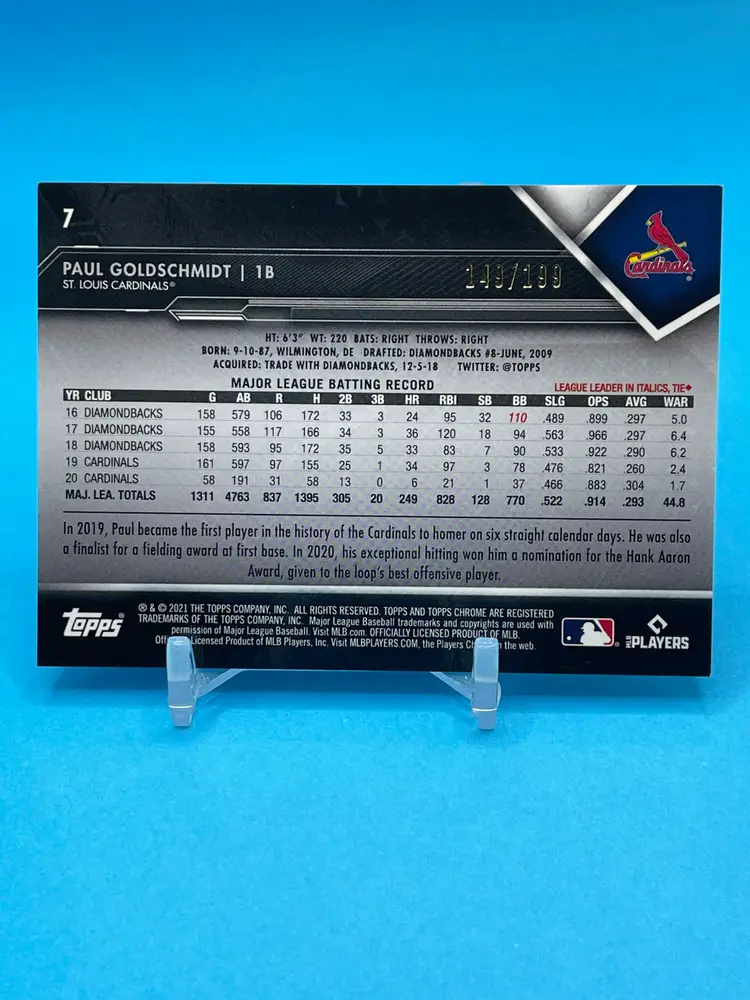 7
Cardinals
PAUL GOLDSCHMIDT | 1B
149/199
ST. LOUIS CARDINALS®
HT: 6'3" WT: 220 BATS: RIGHT THROWS: RIGHT
BORN: 9-10-87, WILMINGTON, DE DRAFTED: DIAMONDBACKS #8-JUNE, 2009
ACQUIRED: TRADE WITH DIAMONDBACKS, 12-5-18 TWITTER: @TOPPS
MAJOR LEAGUE BATTING RECORD LEAGUE LEADER IN ITALICS, TIE◆
YR CLUB G AB R H 2B 3B HR RBI SB BB SLG OPS AVG WAR
16 DIAMONDBACKS 158 579 106 172 33 3 24 95 32 110 .489 .899 .297 5.0
17 DIAMONDBACKS 155 558 117 166 34 3 36 120 18 94 .563 .966 .297 6.4
18 DIAMONDBACKS 158 593 95 172 35 5 33 83 7 90 .533 .922 .290 6.2
19 CARDINALS 161 597 97 155 25 1 34 97 3 78 .476 .821 .260 2.4
20 CARDINALS 58 191 31 58 13 0 6 21 1 37 .466 .883 .304 1.7
MAJ. LEA. TOTALS 1311 4763 837 1395 305 20 249 828 128 770 .522 .914 .293 44.8
In 2019, Paul became the first player in the history of the Cardinals to homer on six straight calendar days. He was also
a finalist for a fielding award at first base. In 2020, his exceptional hitting won him a nomination for the Hank Aaron
Award, given to the loop's best offensive player.
topps®
® & © 2021 THE TOPPS COMPANY, INC. ALL RIGHTS RESERVED. TOPPS AND TOPPS CHROME ARE REGISTERED
TRADEMARKS OF THE TOPPS COMPANY, INC. Major League Baseball trademarks and copyrights are used with
permission of Major League Baseball. Visit MLB.com. OFFICIALLY LICENSED PRODUCT OF MLB.
Licensed Product of MLB Players, Inc. Visit MLBPLAYERS.COM, the Players the web.
MLB PLAYERS